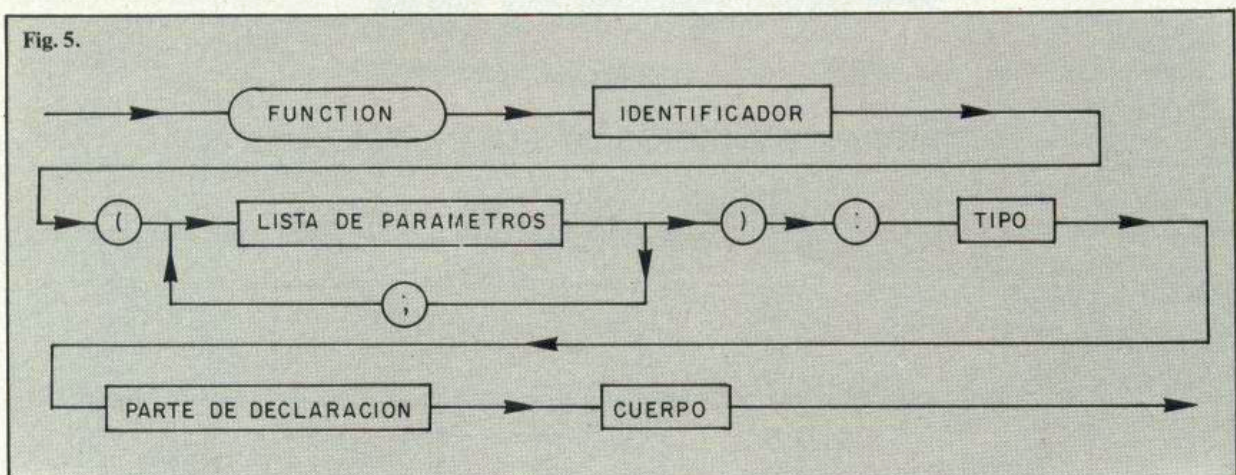 Fig. 5.
FUNCTION IDENTIFICADOR
( LISTA DE PARAMETROS ) : TIPO
;
PARTE DE DECLARACION CUERPO